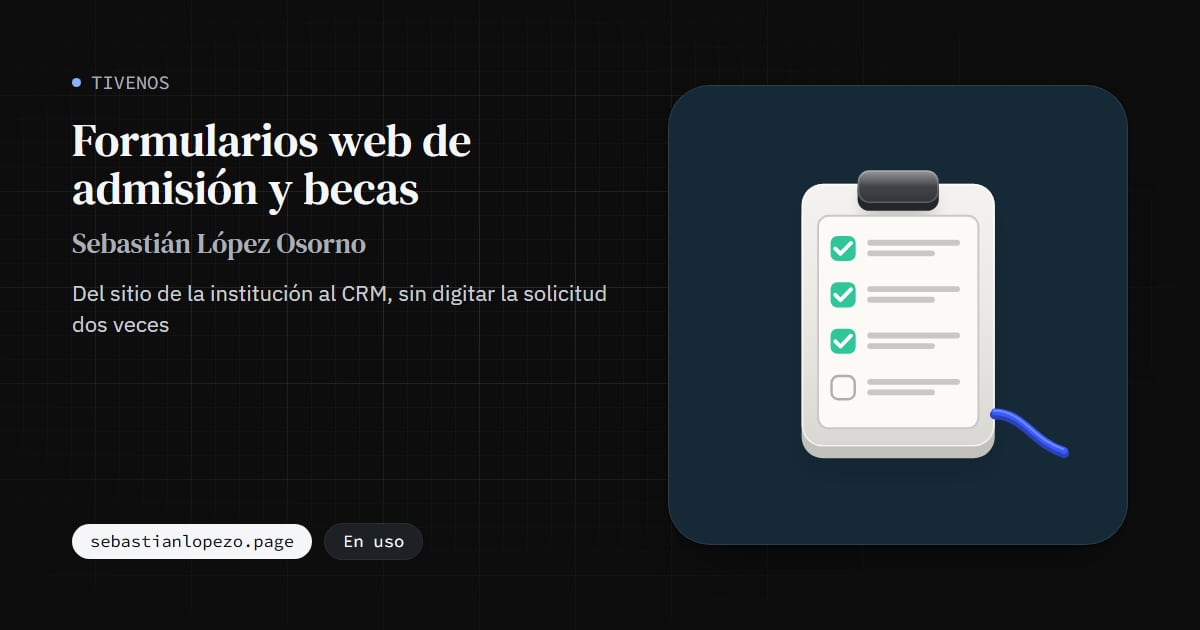 TIVENOS
Formularios web de
admisión y becas
Sebastián López Osorno
Del sitio de la institución al CRM, sin digitar la solicitud
dos veces
sebastianlopezo.page
En uso